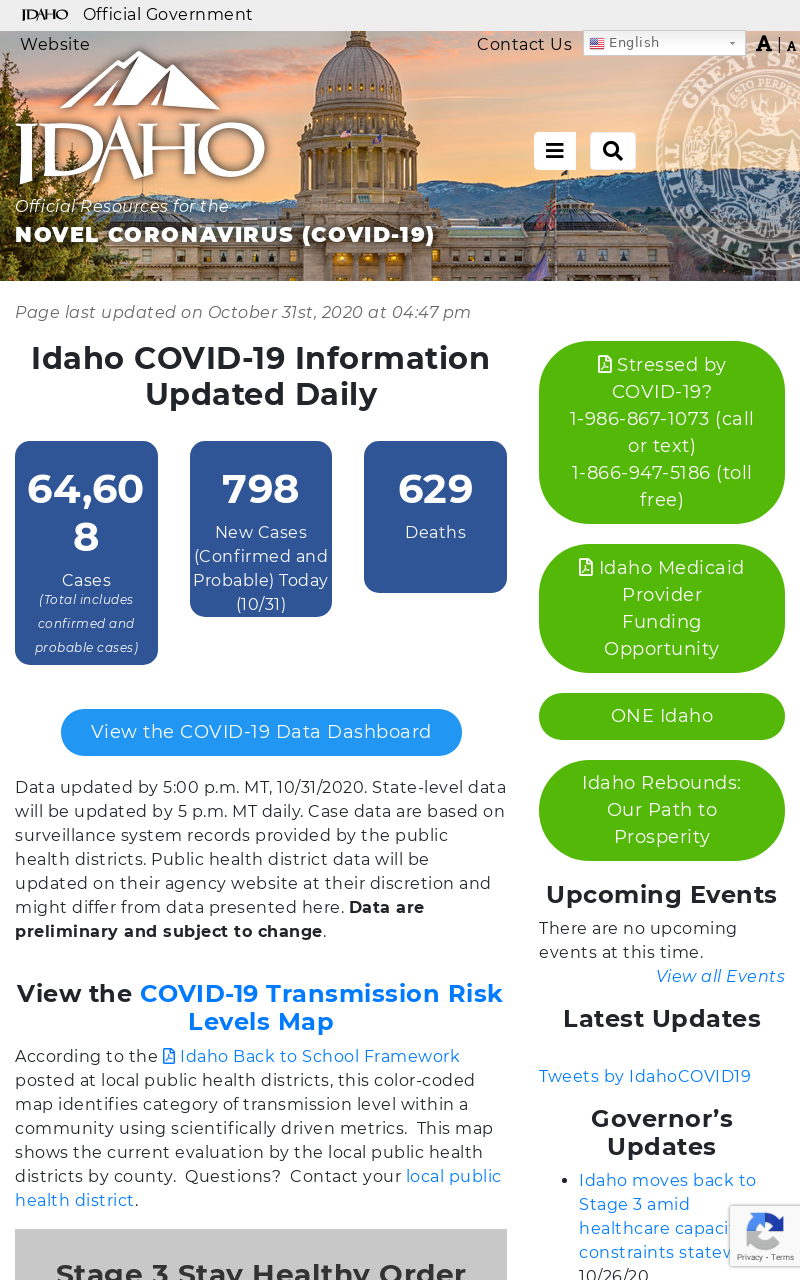 IDAHO Official Government
Website
Contact Us
English
A | A
IDAHO
Official Resources for the
NOVEL CORONAVIRUS (COVID-19)
Page last updated on October 31st, 2020 at 04:47 pm
Idaho COVID-19 Information
Updated Daily
64,60
8
Cases
(Total includes
confirmed and
probable cases)
798
New Cases
(Confirmed and
Probable) Today
(10/31)
629
Deaths
View the COVID-19 Data Dashboard
Data updated by 5:00 p.m. MT, 10/31/2020. State-level data
will be updated by 5 p.m. MT daily. Case data are based on
surveillance system records provided by the public
health districts. Public health district data will be
updated on their agency website at their discretion and
might differ from data presented here. Data are
preliminary and subject to change.
View the COVID-19 Transmission Risk
Levels Map
According to the Idaho Back to School Framework
posted at local public health districts, this color-coded
map identifies category of transmission level within a
community using scientifically driven metrics.  This map
shows the current evaluation by the local public health
districts by county.  Questions?  Contact your local public
health district.
Stage 3 Stay Healthy Order
Stressed by
COVID-19?
1-986-867-1073 (call
or text)
1-866-947-5186 (toll
free)
Idaho Medicaid
Provider
Funding
Opportunity
ONE Idaho
Idaho Rebounds:
Our Path to
Prosperity
Upcoming Events
There are no upcoming
events at this time.
View all Events
Latest Updates
Tweets by IdahoCOVID19
Governor's
Updates
Idaho moves back to
Stage 3 amid
healthcare
constraints
10/26/20
Privacy - Terms